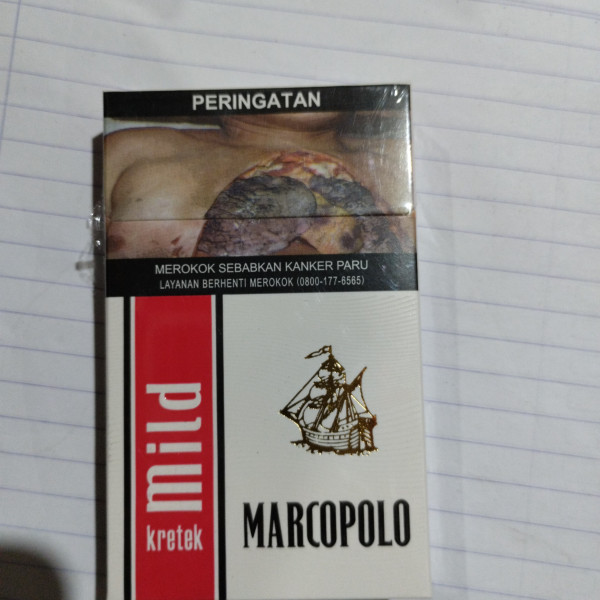 PERINGATAN
MEROKOK SEBABKAN KANKER PARU
LAYANAN BERHENTI MEROKOK (0800-177-6565)
kretek mild
MARCOPOLO